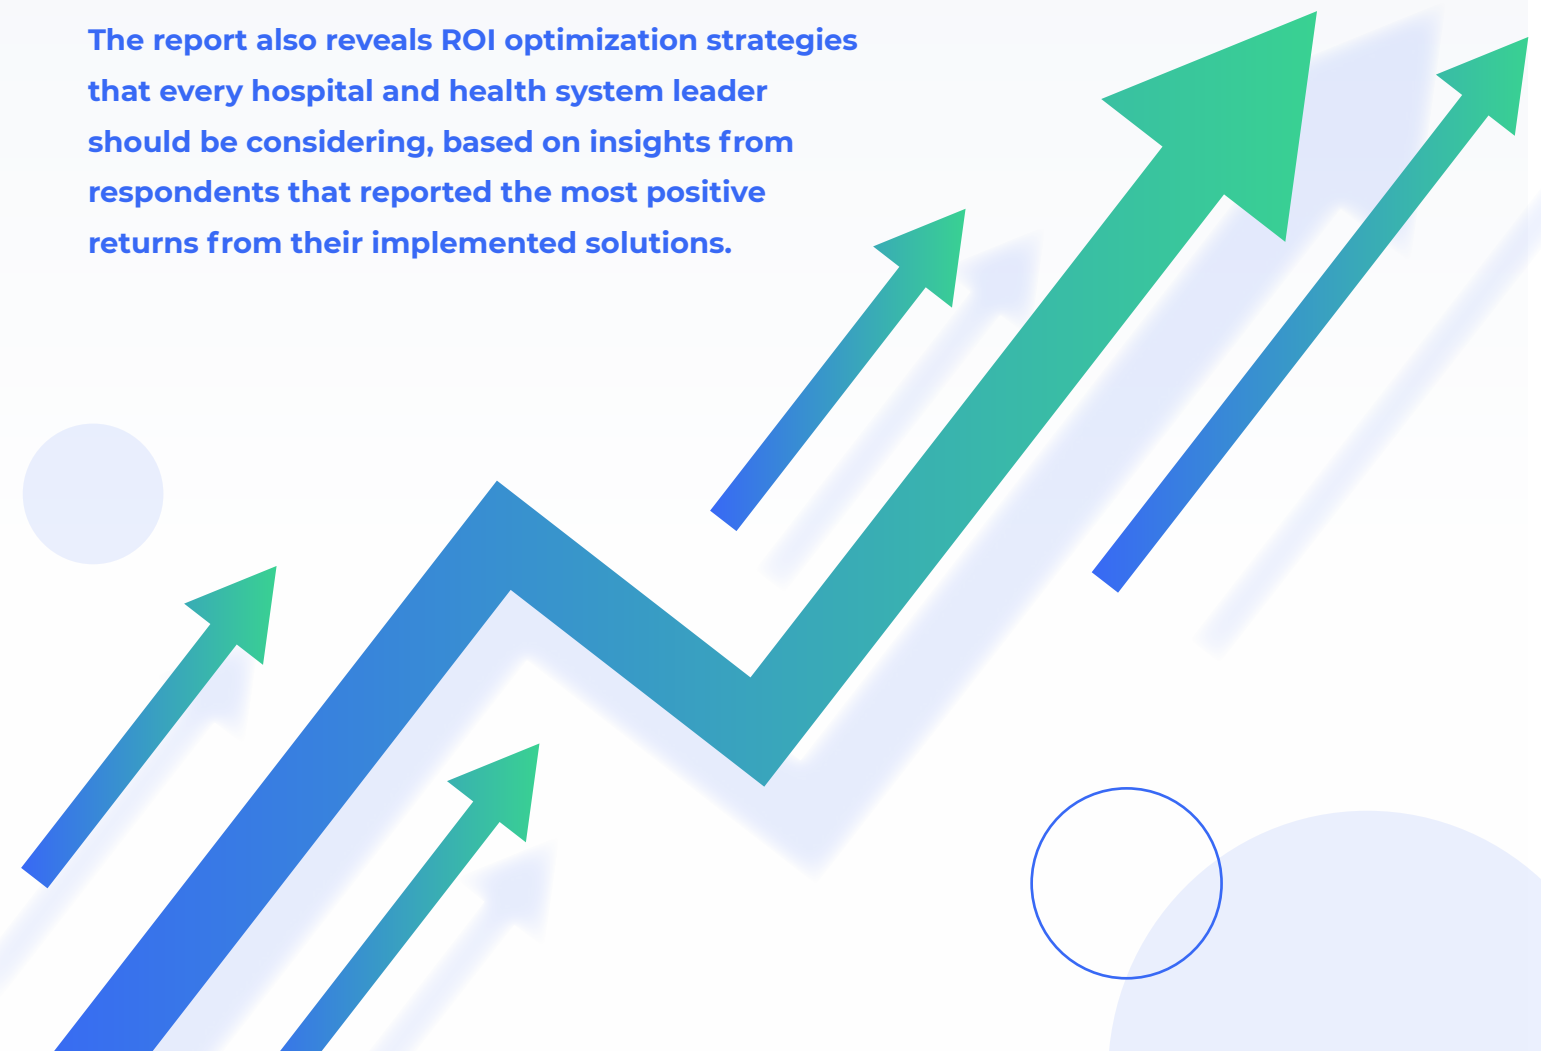 The report also reveals ROI optimization strategies
that every hospital and health system leader
should be considering, based on insights from
respondents that reported the most positive
returns from their implemented solutions.